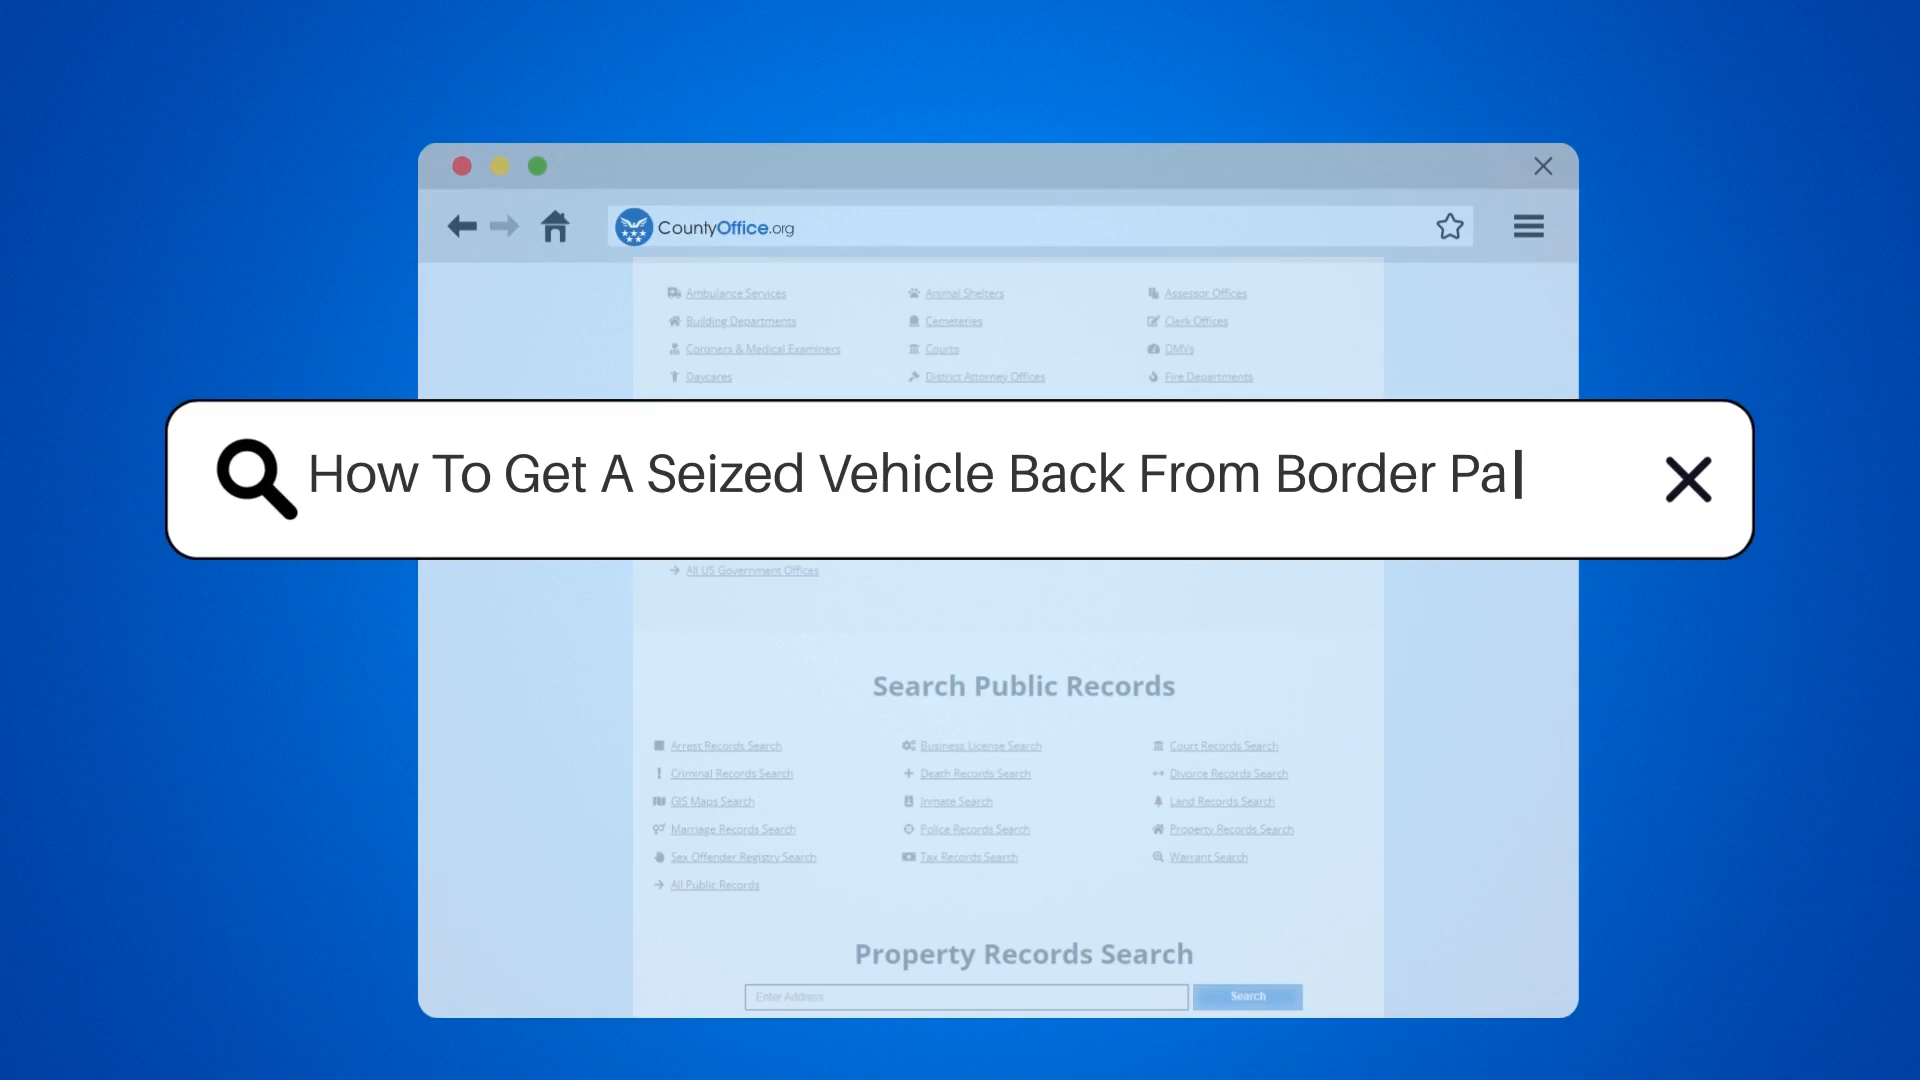 CountyOffice.org
Ambulance Services Animal Shelters Assessor Offices
Building Departments Cemeteries Clerk Offices
Coroners & Medical Examiners Courts DMVs
Daycares District Attorney Offices Fire Departments
How To Get A Seized Vehicle Back From Border Pa
All US Government Offices
Search Public Records
Arrest Records Search Business License Search Court Records Search
Criminal Records Search Death Records Search Divorce Records Search
GIS Maps Search Inmate Search Land Records Search
Marriage Records Search Police Records Search Property Records Search
Sex Offender Registry Search Tax Records Search Warrant Search
All Public Records
Property Records Search
Enter Address Search